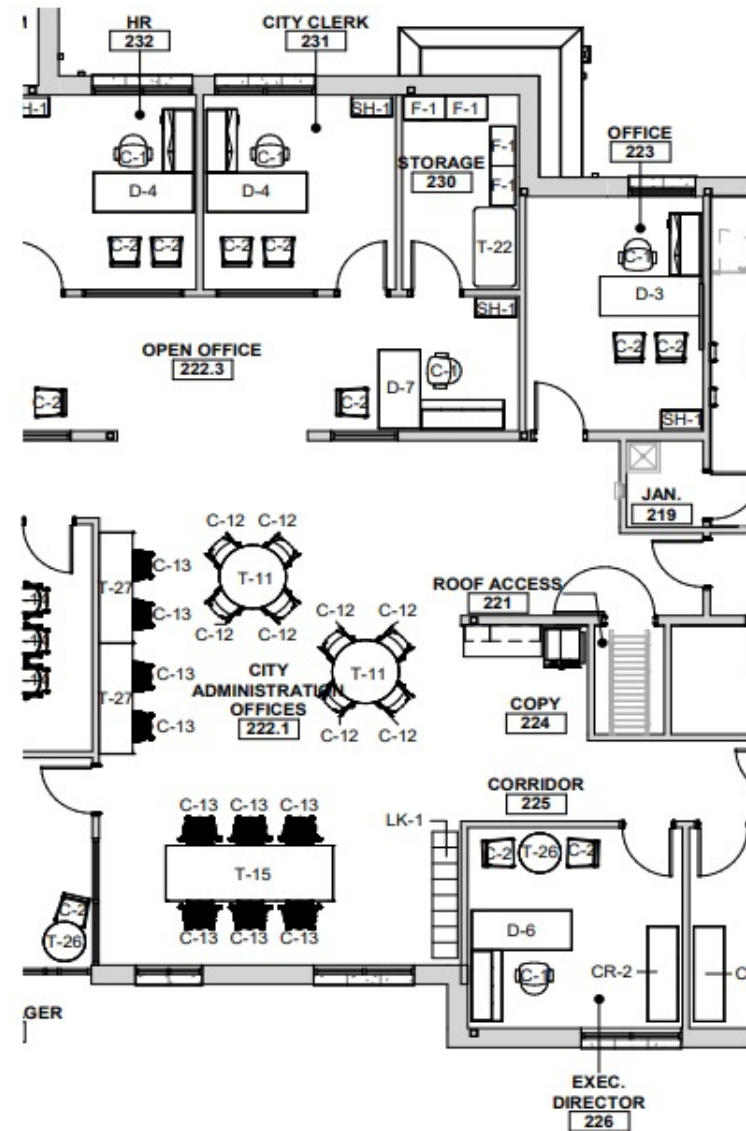 HR
232
CITY CLERK
231
SH-1
F-1
F-1
C-1
C-1
STORAGE
230
F-1
F-1
OFFICE
223
D-4
D-4
T-22
C-2
C-2
C-2
C-2
C-1
D-3
SH-1
C-2
C-2
OPEN OFFICE
222.3
C-1
D-7
C-2
C-2
SH-1
JAN.
219
C-12
C-12
C-13
T-11
T-27
C-13
C-12
C-12
ROOF ACCESS
221
C-12
C-12
C-13
T-27
T-11
CITY
ADMINISTRATION
OFFICES
222.1
C-13
C-12
C-12
COPY
224
CORRIDOR
225
C-13
C-13
C-13
LK-1
T-15
C-2
T-26
C-2
C-13
C-13
C-13
C-2
T-26
D-6
C-1
CR-2
EXEC.
DIRECTOR
226